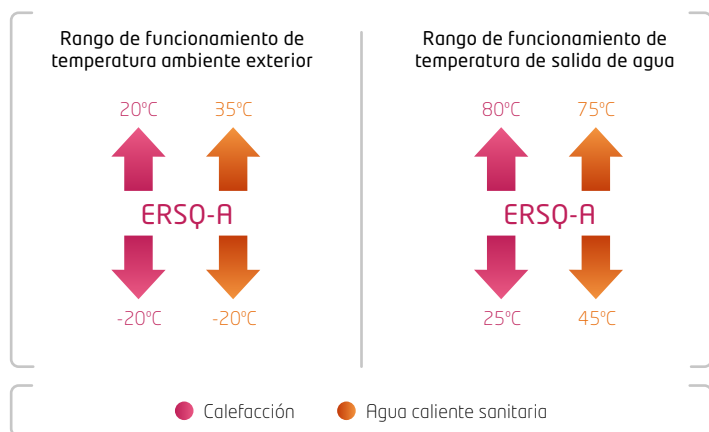 Rango de funcionamiento de
temperatura ambiente exterior
20ºC
35ºC
ERSQ-A
-20ºC
-20ºC
Rango de funcionamiento de
temperatura de salida de agua
80ºC
75ºC
ERSQ-A
25ºC
45ºC
Calefacción
Agua caliente sanitaria